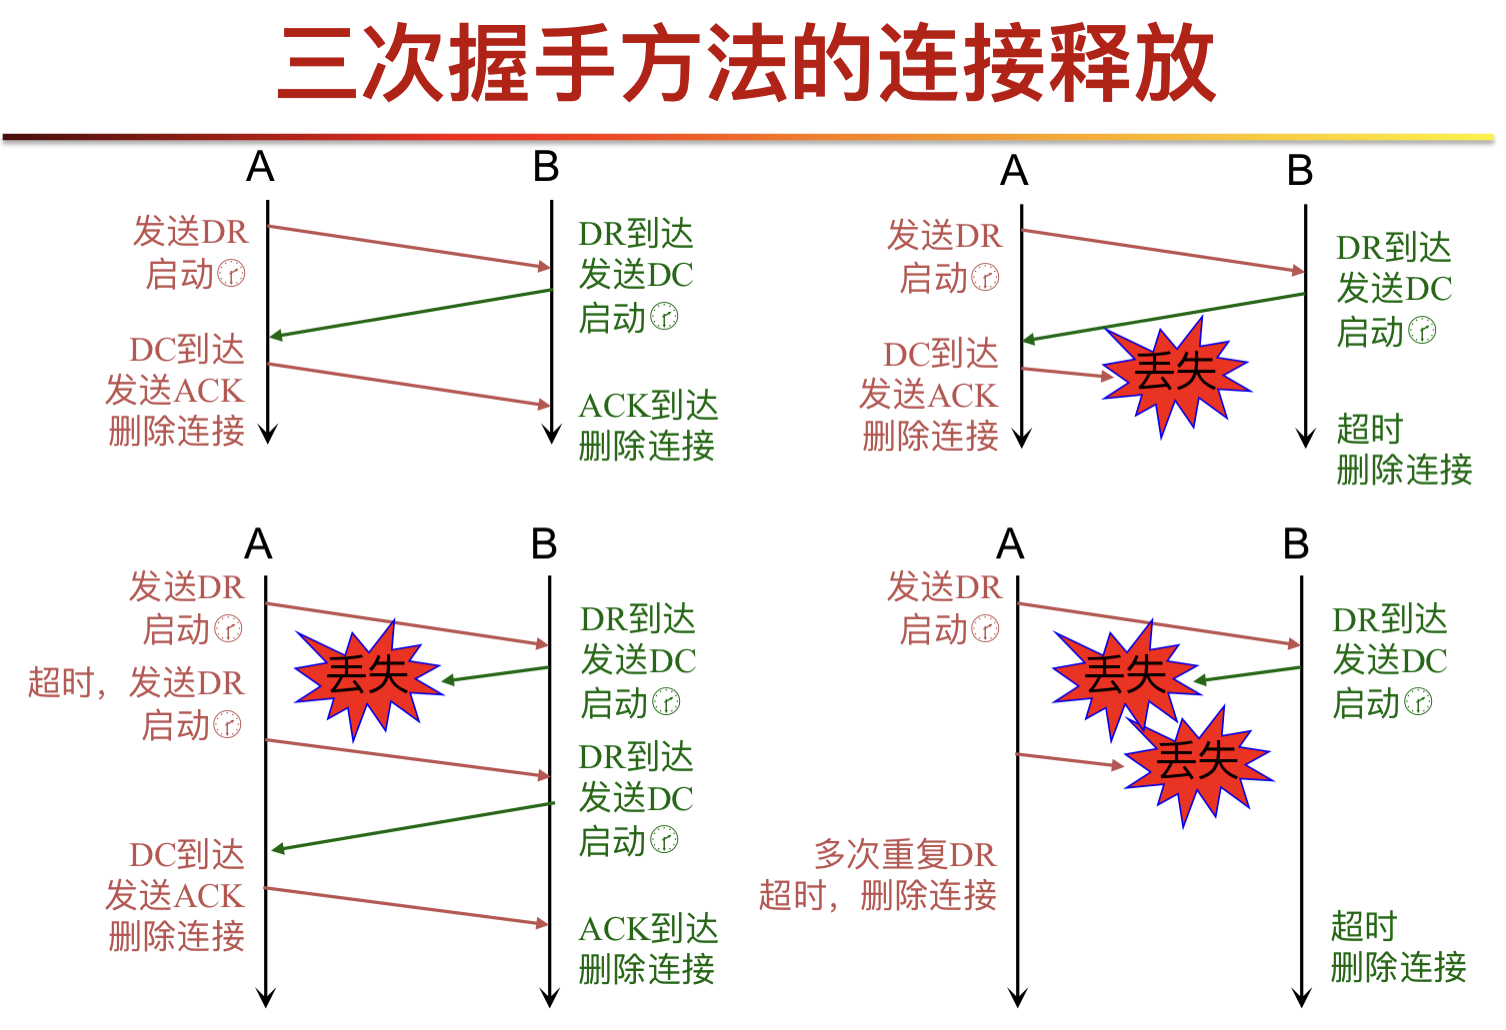 三次握手方法的连接释放
A
B
发送DR
启动
DR到达
发送DC
启动
DC到达
发送ACK
删除连接
ACK到达
删除连接
A
B
发送DR
启动
DR到达
发送DC
启动
丢失
DC到达
发送ACK
删除连接
超时
删除连接
A
B
发送DR
启动
DR到达
发送DC
启动
丢失
超时，发送DR
启动
DR到达
发送DC
启动
DC到达
发送ACK
删除连接
ACK到达
删除连接
A
B
发送DR
启动
DR到达
发送DC
启动
丢失
丢失
多次重复DR
超时，删除连接
超时
删除连接